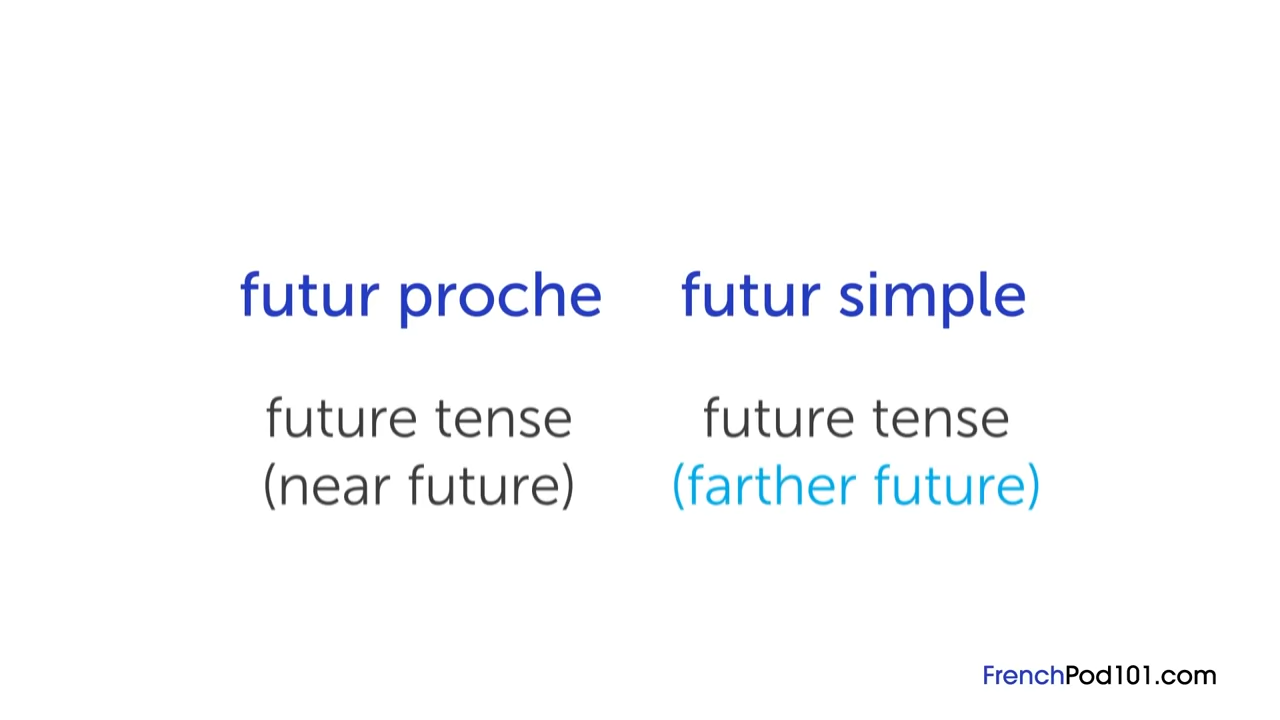 futur proche
futur simple
future tense
(near future)
future tense
(farther future)
FrenchPod101.com